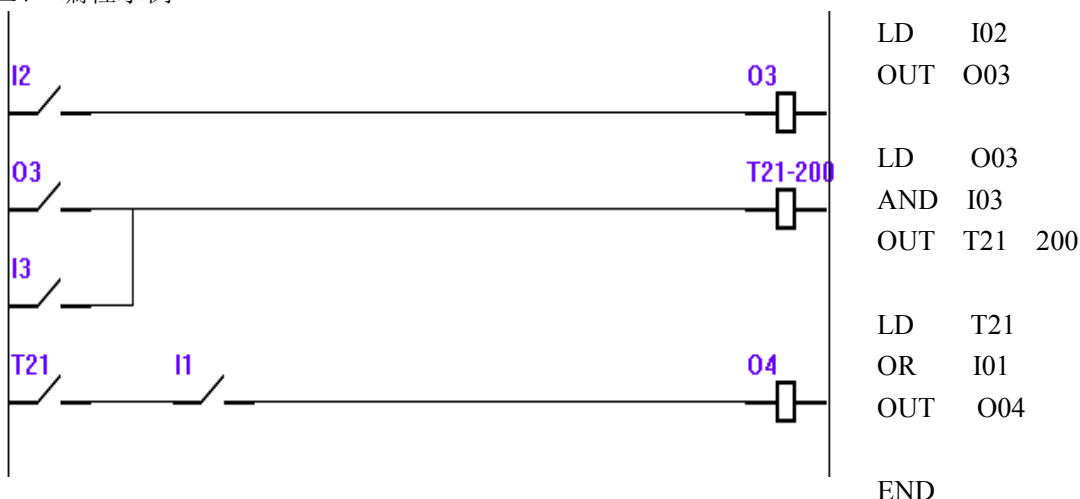 I2
O3
O3
T21-200
I3
T21
I1
O4
LD I02
OUT O03
LD O03
AND I03
OUT T21 200
LD T21
OR I01
OUT O04
END